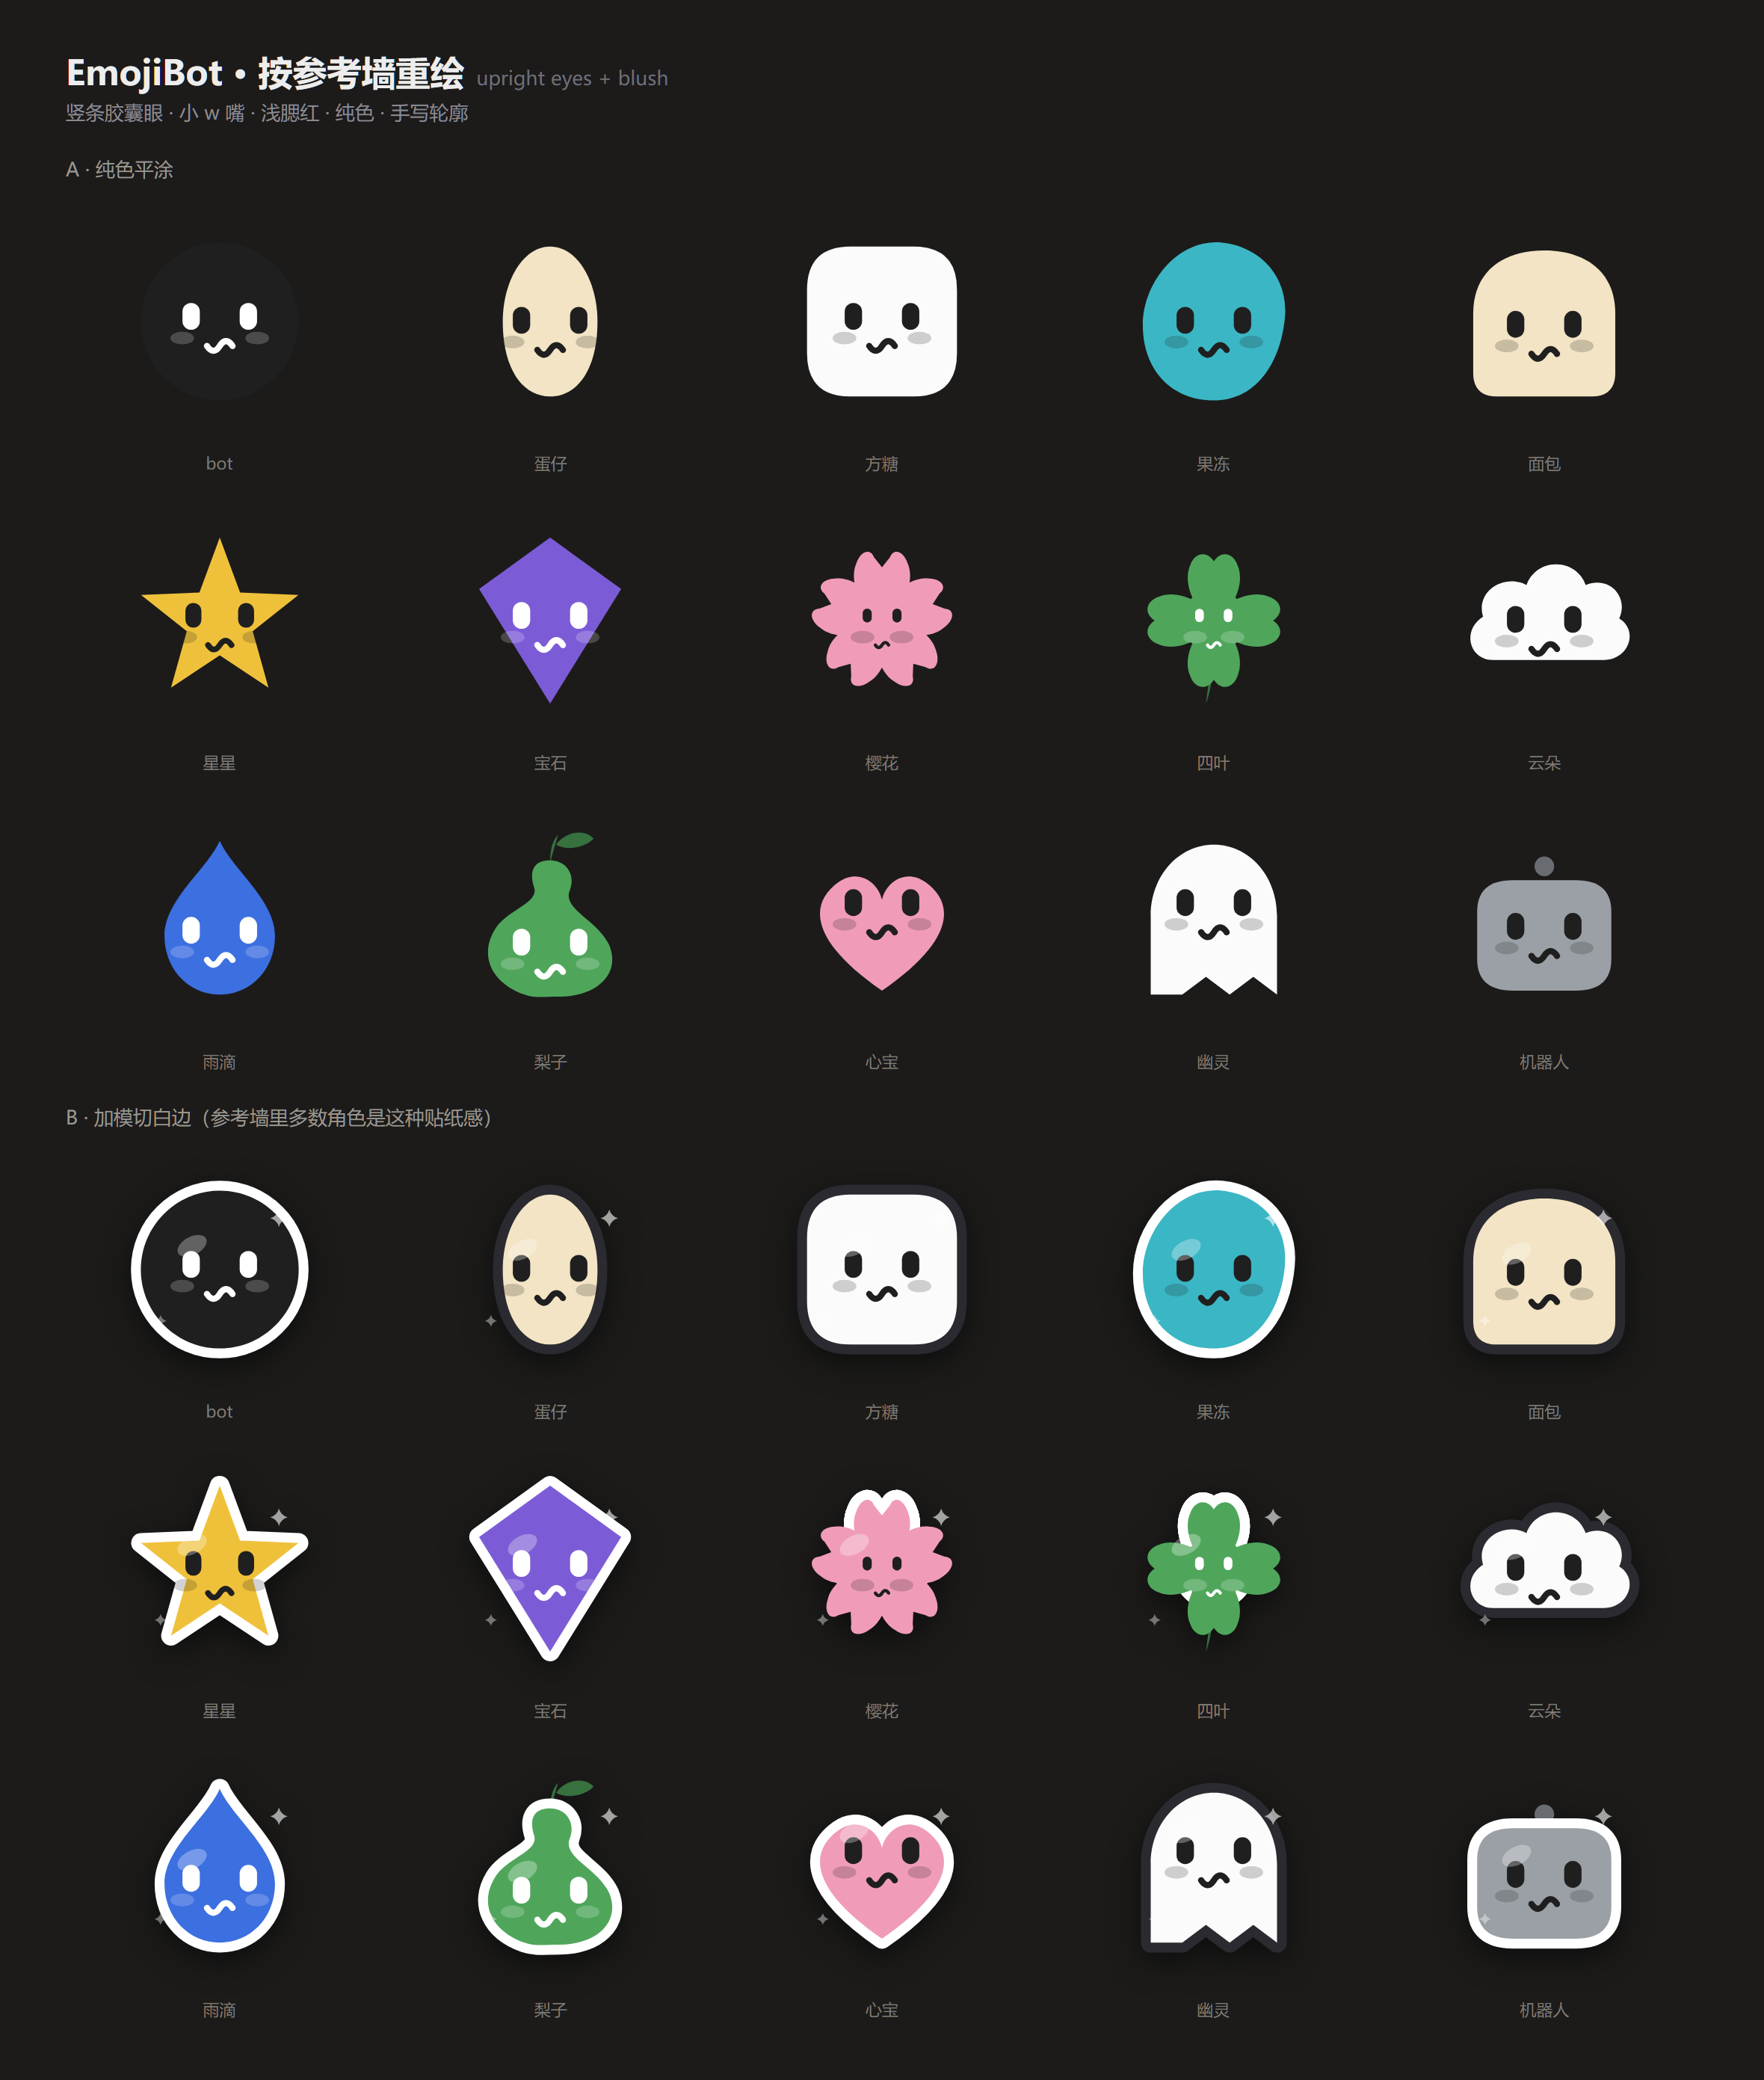 EmojiBot • 按参考墙重绘 upright eyes + blush
竖条胶囊眼 · 小 w 嘴 · 浅腮红 · 纯色 · 手写轮廓
A · 纯色平涂
bot 蛋仔 方糖 果冻 面包
星星 宝石 樱花 四叶 云朵
雨滴 梨子 心宝 幽灵 机器人
B · 加模切白边（参考墙里多数角色是这种贴纸感）
bot 蛋仔 方糖 果冻 面包
星星 宝石 樱花 四叶 云朵
雨滴 梨子 心宝 幽灵 机器人